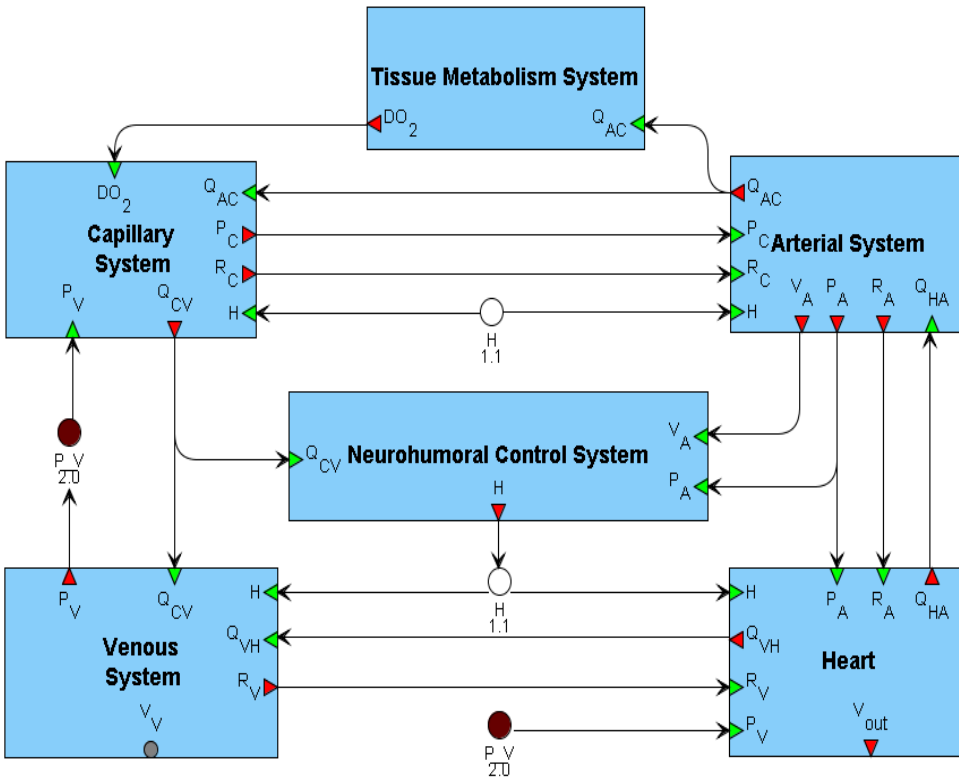 Tissue Metabolism System
DO2
QAC
DO2
QAC
PC
RC
H
Capillary
System
PV
QCV
QAC
PC
RC
H
Arterial System
VA PA RA QHA
H
1.1
P_V
2.0
QCV
Neurohumoral Control System
VA
PA
H
H
1.1
PV
QCV
H
QVH
RV
Venous
System
VV
H
QVH
RV
PV
PA RA QHA
Heart
Vout
P_V
2.0